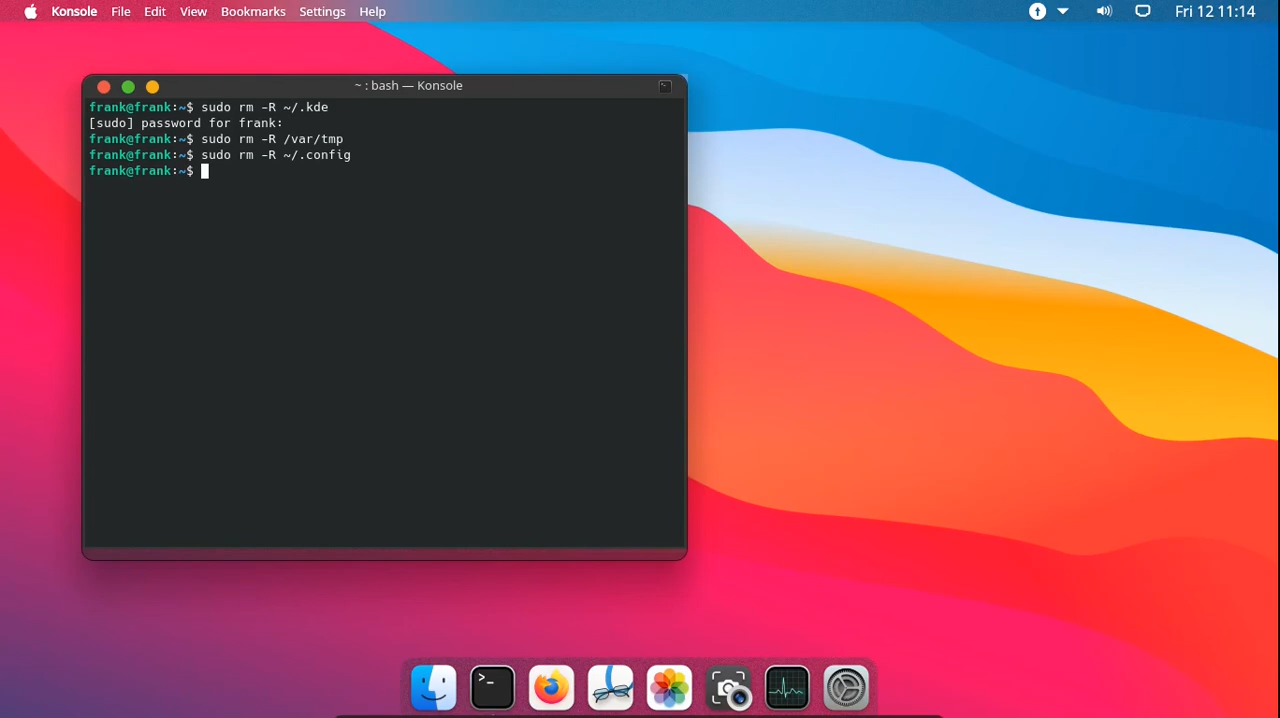 Konsole File Edit View Bookmarks Settings Help Fri 12 11:14
~ : bash — Konsole
frank@frank:~$ sudo rm -R ~/.kde
[sudo] password for frank:
frank@frank:~$ sudo rm -R /var/tmp
frank@frank:~$ sudo rm -R ~/.config
frank@frank:~$